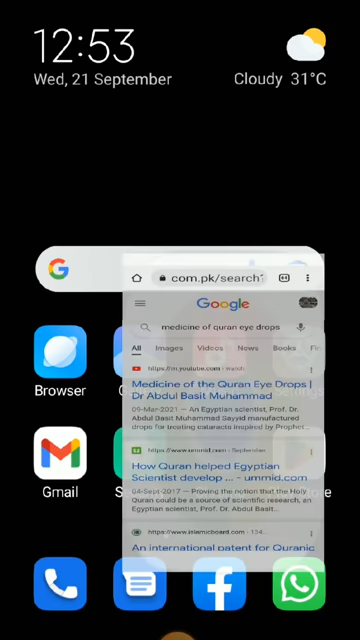 12:53
Wed, 21 September
Cloudy 31°C
com.pk/search?
Google
medicine of quran eye drops
All Images Videos News Books
https://m.youtube.com › watch
Medicine of the Quran Eye Drops |
Dr Abdul Basit Muhammad
09-Mar-2021 — An Egyptian scientist, Prof. Dr.
Abdul Basit Muhammad Sayyid manufactured
drops for treating cataracts inspired by Prophet...
Browser
https://www.ummid.com
How Quran helped Egyptian
Scientist develop ... - ummid.com
04-Sept-2017 — Proving the notion that the Holy
Quran could be a source of scientific research, an
Egyptian scientist, Prof. Dr. Abdul Basit...
Gmail
https://www.islamicboard.com › 134...
An international patent for Quranic